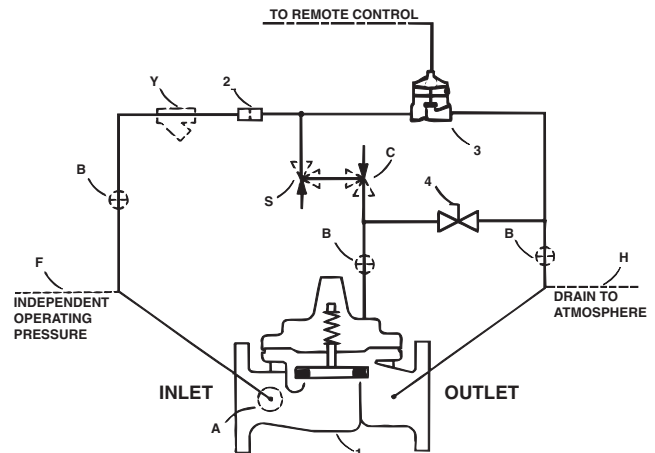 TO REMOTE CONTROL
Y
2
3
B
S
C
4
B
B
F
H
INDEPENDENT
OPERATING
PRESSURE
DRAIN TO
ATMOSPHERE
INLET
OUTLET
A
1